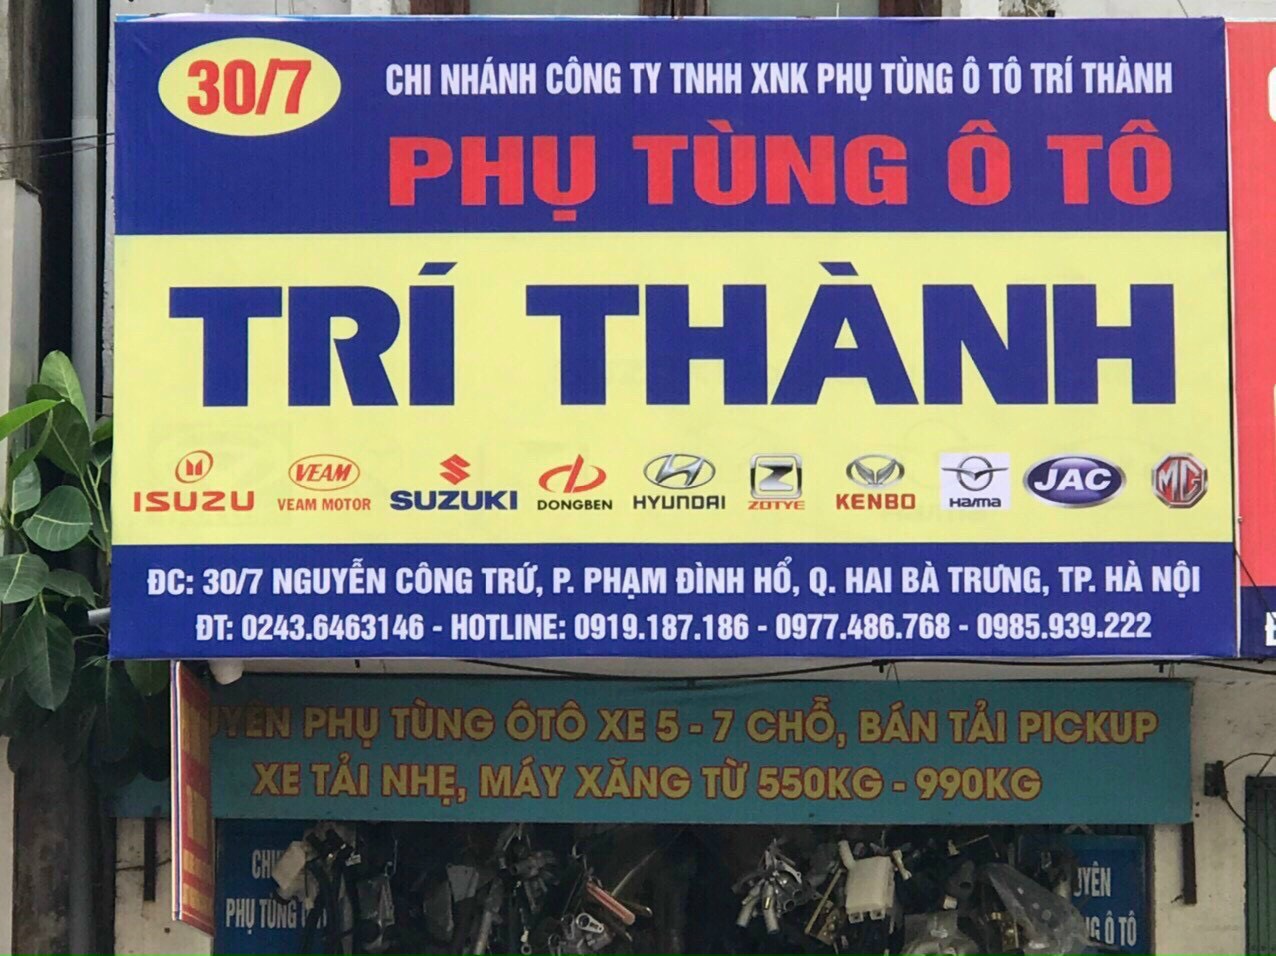 30/7
CHI NHÁNH CÔNG TY TNHH XNK PHỤ TÙNG Ô TÔ TRÍ THÀNH
PHỤ TÙNG Ô TÔ
TRÍ THÀNH
ISUZU VEAM VEAM MOTOR SUZUKI DONGBEN HYUNDAI ZOTYE KENBO Haima JAC MG
ĐC: 30/7 NGUYỄN CÔNG TRỨ, P. PHẠM ĐÌNH HỔ, Q. HAI BÀ TRƯNG, TP. HÀ NỘI
ĐT: 0243.6463146 - HOTLINE: 0919.187.186 - 0977.486.768 - 0985.939.222
PHỤ TÙNG ÔTÔ XE 5 - 7 CHỖ, BÁN TẢI PICKUP
XE TẢI NHẸ, MÁY XĂNG TỪ 550KG - 990KG
PHỤ TÙNG
Ô TÔ